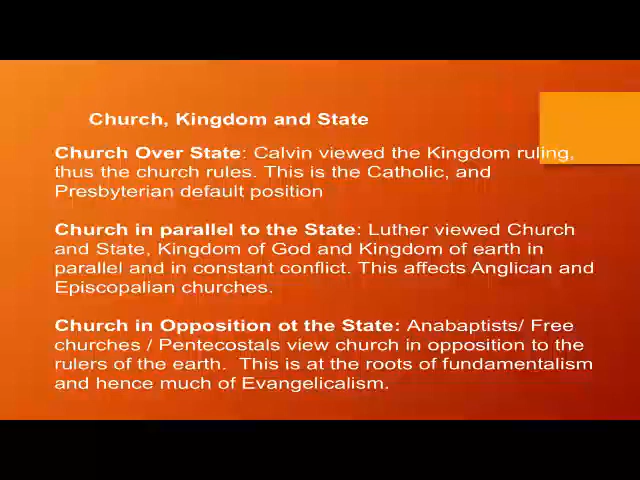 Church, Kingdom and State
Church Over State: Calvin viewed the Kingdom ruling,
thus the church rules. This is the Catholic, and
Presbyterian default position
Church in parallel to the State: Luther viewed Church
and State, Kingdom of God and Kingdom of earth in
parallel and in constant conflict. This affects Anglican and
Episcopalian churches.
Church in Opposition ot the State: Anabaptists/ Free
churches / Pentecostals view church in opposition to the
rulers of the earth. This is at the roots of fundamentalism
and hence much of Evangelicalism.